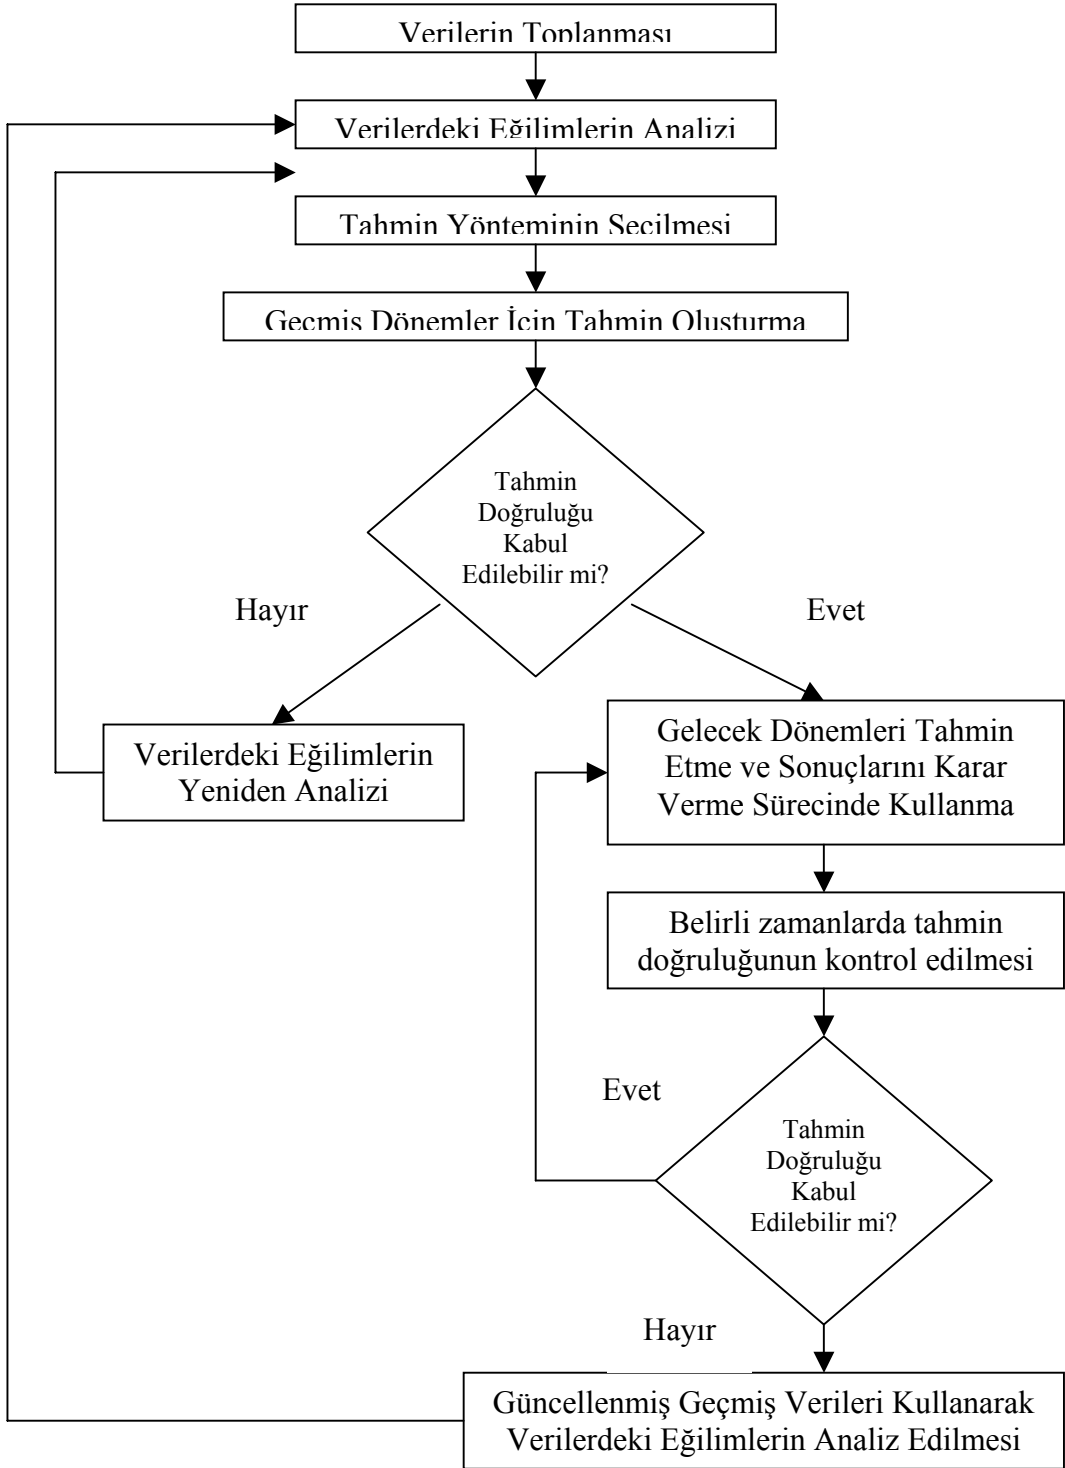 Verilerin Toplanması
Verilerdeki Eğilimlerin Analizi
Tahmin Yönteminin Seçilmesi
Geçmiş Dönemler İçin Tahmin Oluşturma
Tahmin
Doğruluğu
Kabul
Edilebilir mi?
Hayır
Evet
Verilerdeki Eğilimlerin
Yeniden Analizi
Gelecek Dönemleri Tahmin
Etme ve Sonuçlarını Karar
Verme Sürecinde Kullanma
Belirli zamanlarda tahmin
doğruluğunun kontrol edilmesi
Evet
Tahmin
Doğruluğu
Kabul
Edilebilir mi?
Hayır
Güncellenmiş Geçmiş Verileri Kullanarak
Verilerdeki Eğilimlerin Analiz Edilmesi